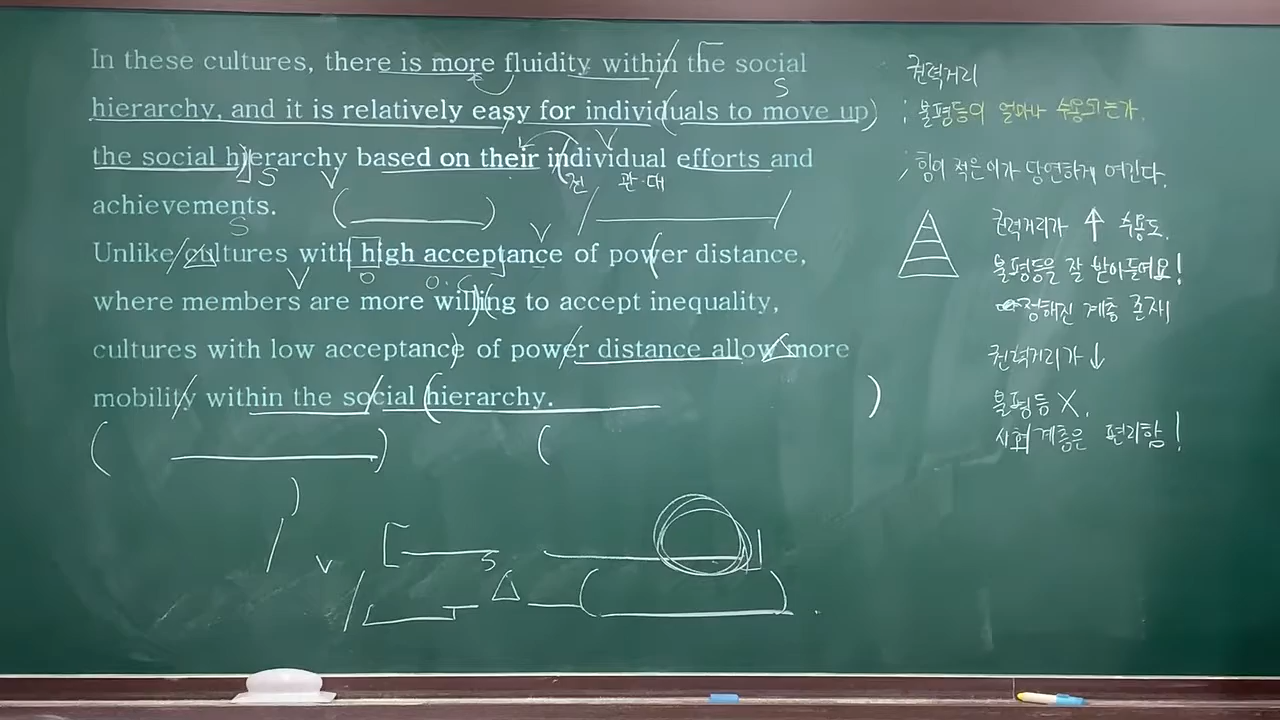 In these cultures, there is more fluidity within the social
hierarchy, and it is relatively easy for individuals to move up
the social hierarchy based on their individual efforts and
achievements.
Unlike cultures with high acceptance of power distance,
where members are more willing to accept inequality,
cultures with low acceptance of power distance allow more
mobility within the social hierarchy.
S
V
S
V
전
관·대
S
V
V
O
O.C
V
S
권력거리
; 불평등이 얼마나 수용되는가.
; 힘이 적은 이가 당연하게 여긴다.
권력거리가 ↑ 수용도.
불평등을 잘 받아들여요!
정해진 계층 존재
권력거리가 ↓
불평등 X.
사회 계층은 편리함!